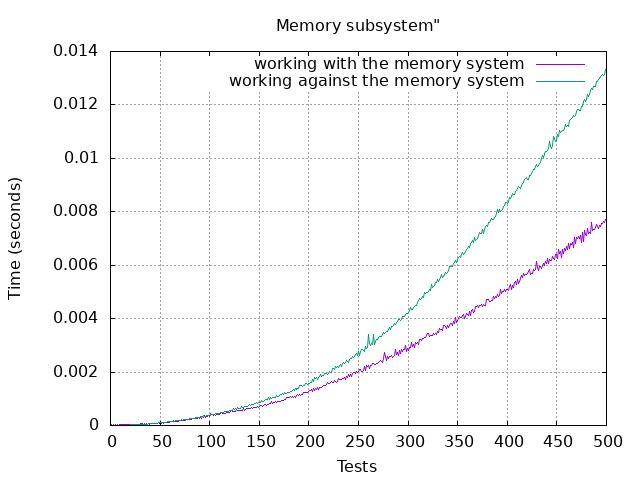 Memory subsystem"
working with the memory system
working against the memory system
0.014
0.012
0.01
0.008
0.006
0.004
0.002
0
Time (seconds)
0 50 100 150 200 250 300 350 400 450 500
Tests